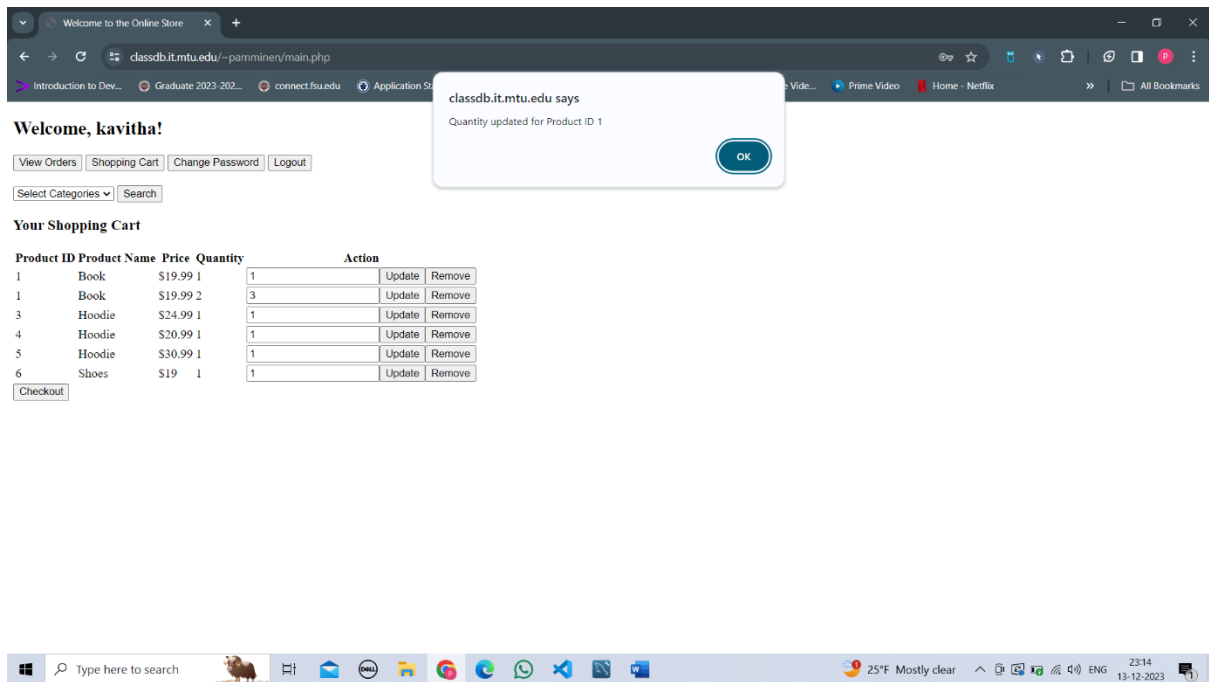 Welcome to the Online Store
classdb.it.mtu.edu/~pamminen/main.php
Introduction to Dev... Graduate 2023-202... connect.fsu.edu Application St Vide... Prime Video Home - Netflix » All Bookmarks
classdb.it.mtu.edu says
Quantity updated for Product ID 1
OK
Welcome, kavitha!
View Orders Shopping Cart Change Password Logout
Select Categories Search
Your Shopping Cart
Product ID Product Name Price Quantity Action
1 Book $19.99 1 1 Update Remove
1 Book $19.99 2 3 Update Remove
3 Hoodie $24.99 1 1 Update Remove
4 Hoodie $20.99 1 1 Update Remove
5 Hoodie $30.99 1 1 Update Remove
6 Shoes $19 1 1 Update Remove
Checkout
Type here to search DELL 25°F Mostly clear ENG 23:14
13-12-2023